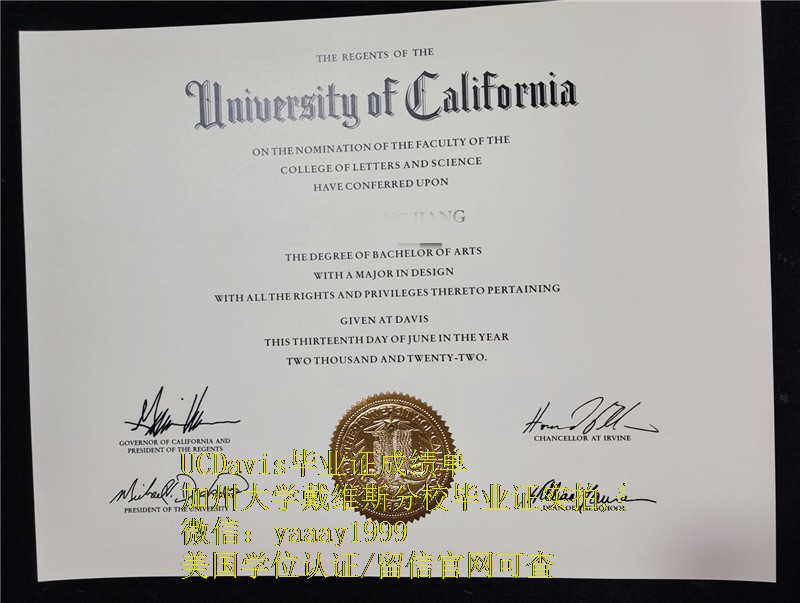 THE REGENTS OF THE
University of California
ON THE NOMINATION OF THE FACULTY OF THE
COLLEGE OF LETTERS AND SCIENCE
HAVE CONFERRED UPON
JIANG
THE DEGREE OF BACHELOR OF ARTS
WITH A MAJOR IN DESIGN
WITH ALL THE RIGHTS AND PRIVILEGES THERETO PERTAINING
GIVEN AT DAVIS
THIS THIRTEENTH DAY OF JUNE IN THE YEAR
TWO THOUSAND AND TWENTY-TWO.
GOVERNOR OF CALIFORNIA AND
PRESIDENT OF THE REGENTS
CHANCELLOR AT IRVINE
PRESIDENT OF THE UNIVERSITY
DEAN OF THE SCHOOL
UCDavis毕业证成绩单
加州大学戴维斯分校毕业证
微信：yaaay1999
美国学位认证/留信官网可查